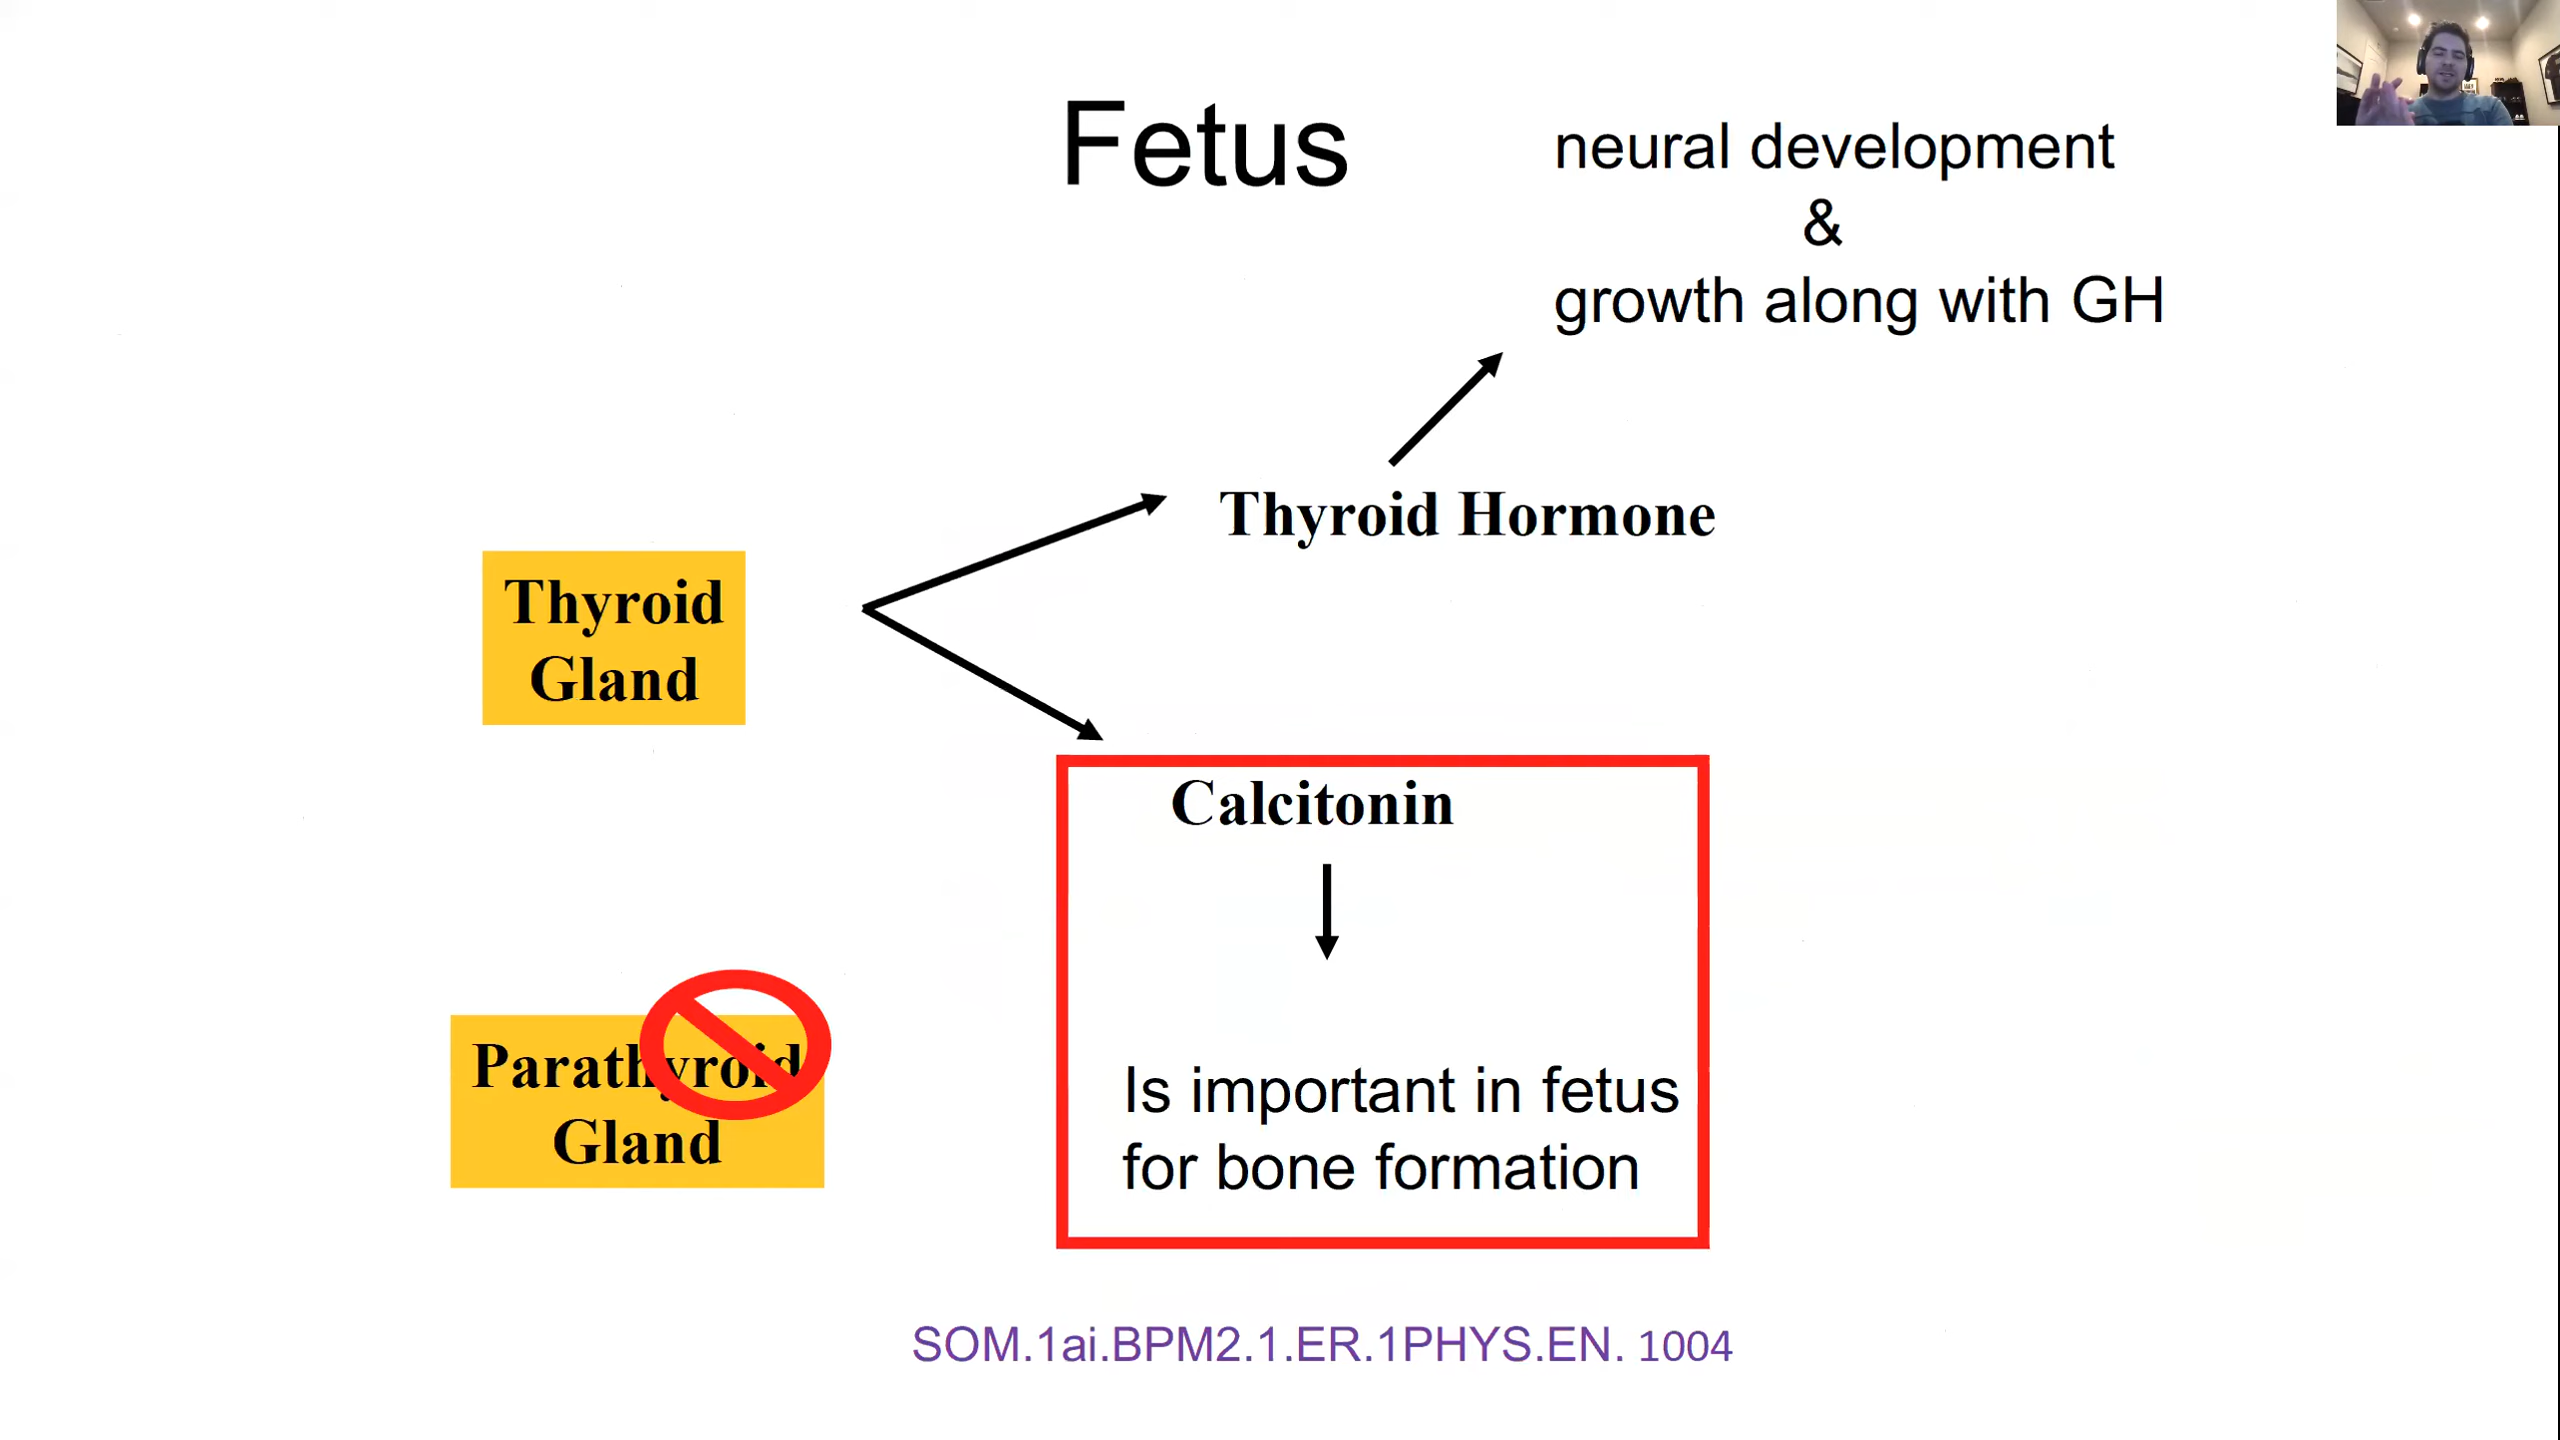 Fetus
neural development
&
growth along with GH
Thyroid Hormone
Thyroid
Gland
Calcitonin
Parathyroid
Gland
Is important in fetus
for bone formation
SOM.1ai.BPM2.1.ER.1PHYS.EN. 1004